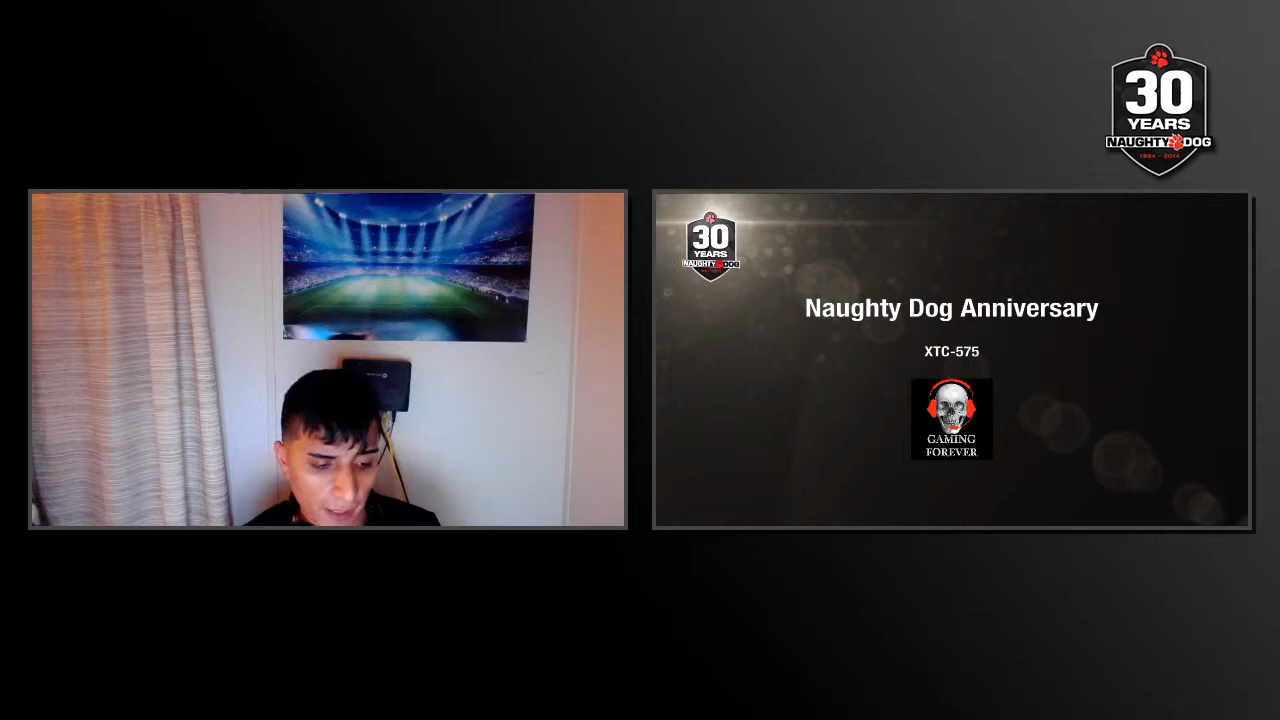 30
YEARS
NAUGHTY DOG
1984 - 2014
30
YEARS
NAUGHTY DOG
Naughty Dog Anniversary
XTC-575
GAMING
FOREVER